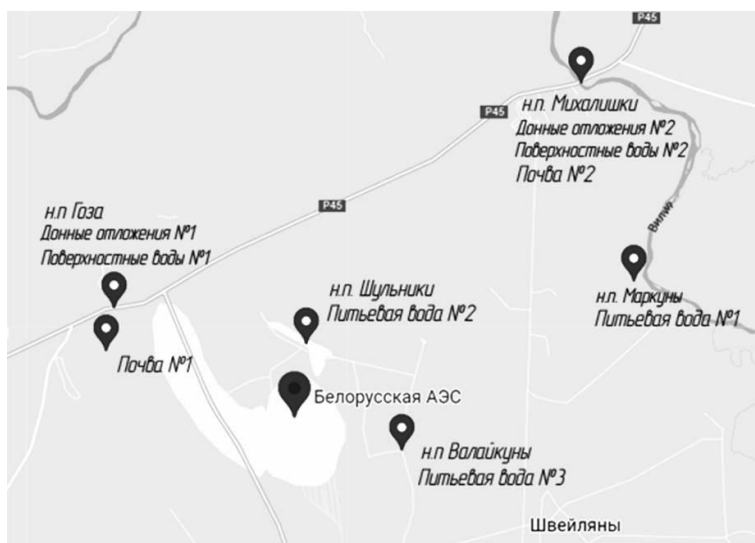 P45
н.п. Михалишки
Донные отложения №2
Поверхностные воды №2
Почва №2
P45
P45
н.п Гоза
Донные отложения №1
Поверхностные воды №1
Вилия
н.п. Шульники
Питьевая вода №2
н.п. Маркуны
Питьевая вода №1
Почва №1
Белорусская АЭС
н.п Валайкуны
Питьевая вода №3
Швейляны